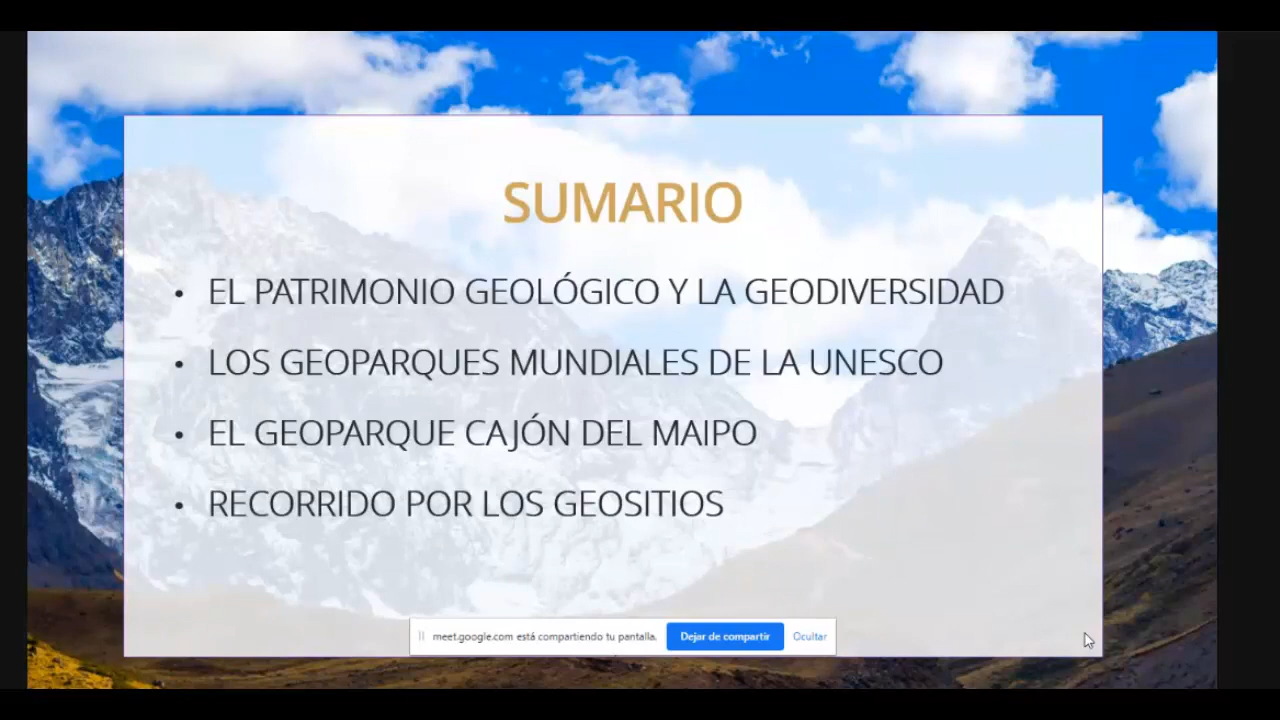 SUMARIO
• EL PATRIMONIO GEOLÓGICO Y LA GEODIVERSIDAD
• LOS GEOPARQUES MUNDIALES DE LA UNESCO
• EL GEOPARQUE CAJÓN DEL MAIPO
• RECORRIDO POR LOS GEOSITIOS
meet.google.com está compartiendo tu pantalla. Dejar de compartir Ocultar